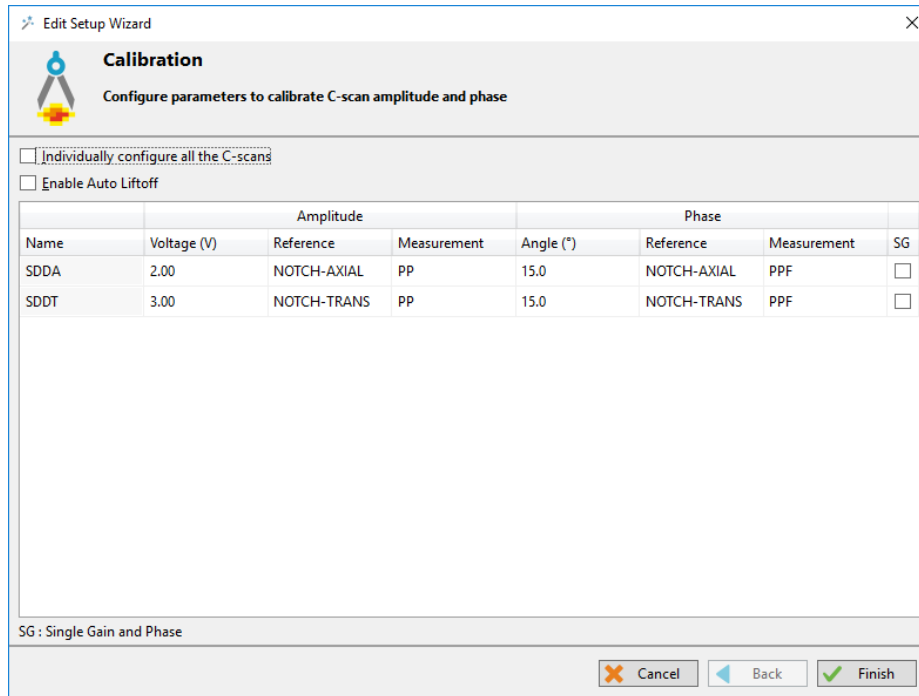 Edit Setup Wizard
Calibration
Configure parameters to calibrate C-scan amplitude and phase
Individually configure all the C-scans
Enable Auto Liftoff
Amplitude Phase
Name Voltage (V) Reference Measurement Angle (°) Reference Measurement SG
SDDA 2.00 NOTCH-AXIAL PP 15.0 NOTCH-AXIAL PPF
SDDT 3.00 NOTCH-TRANS PP 15.0 NOTCH-TRANS PPF
SG : Single Gain and Phase
Cancel Back Finish